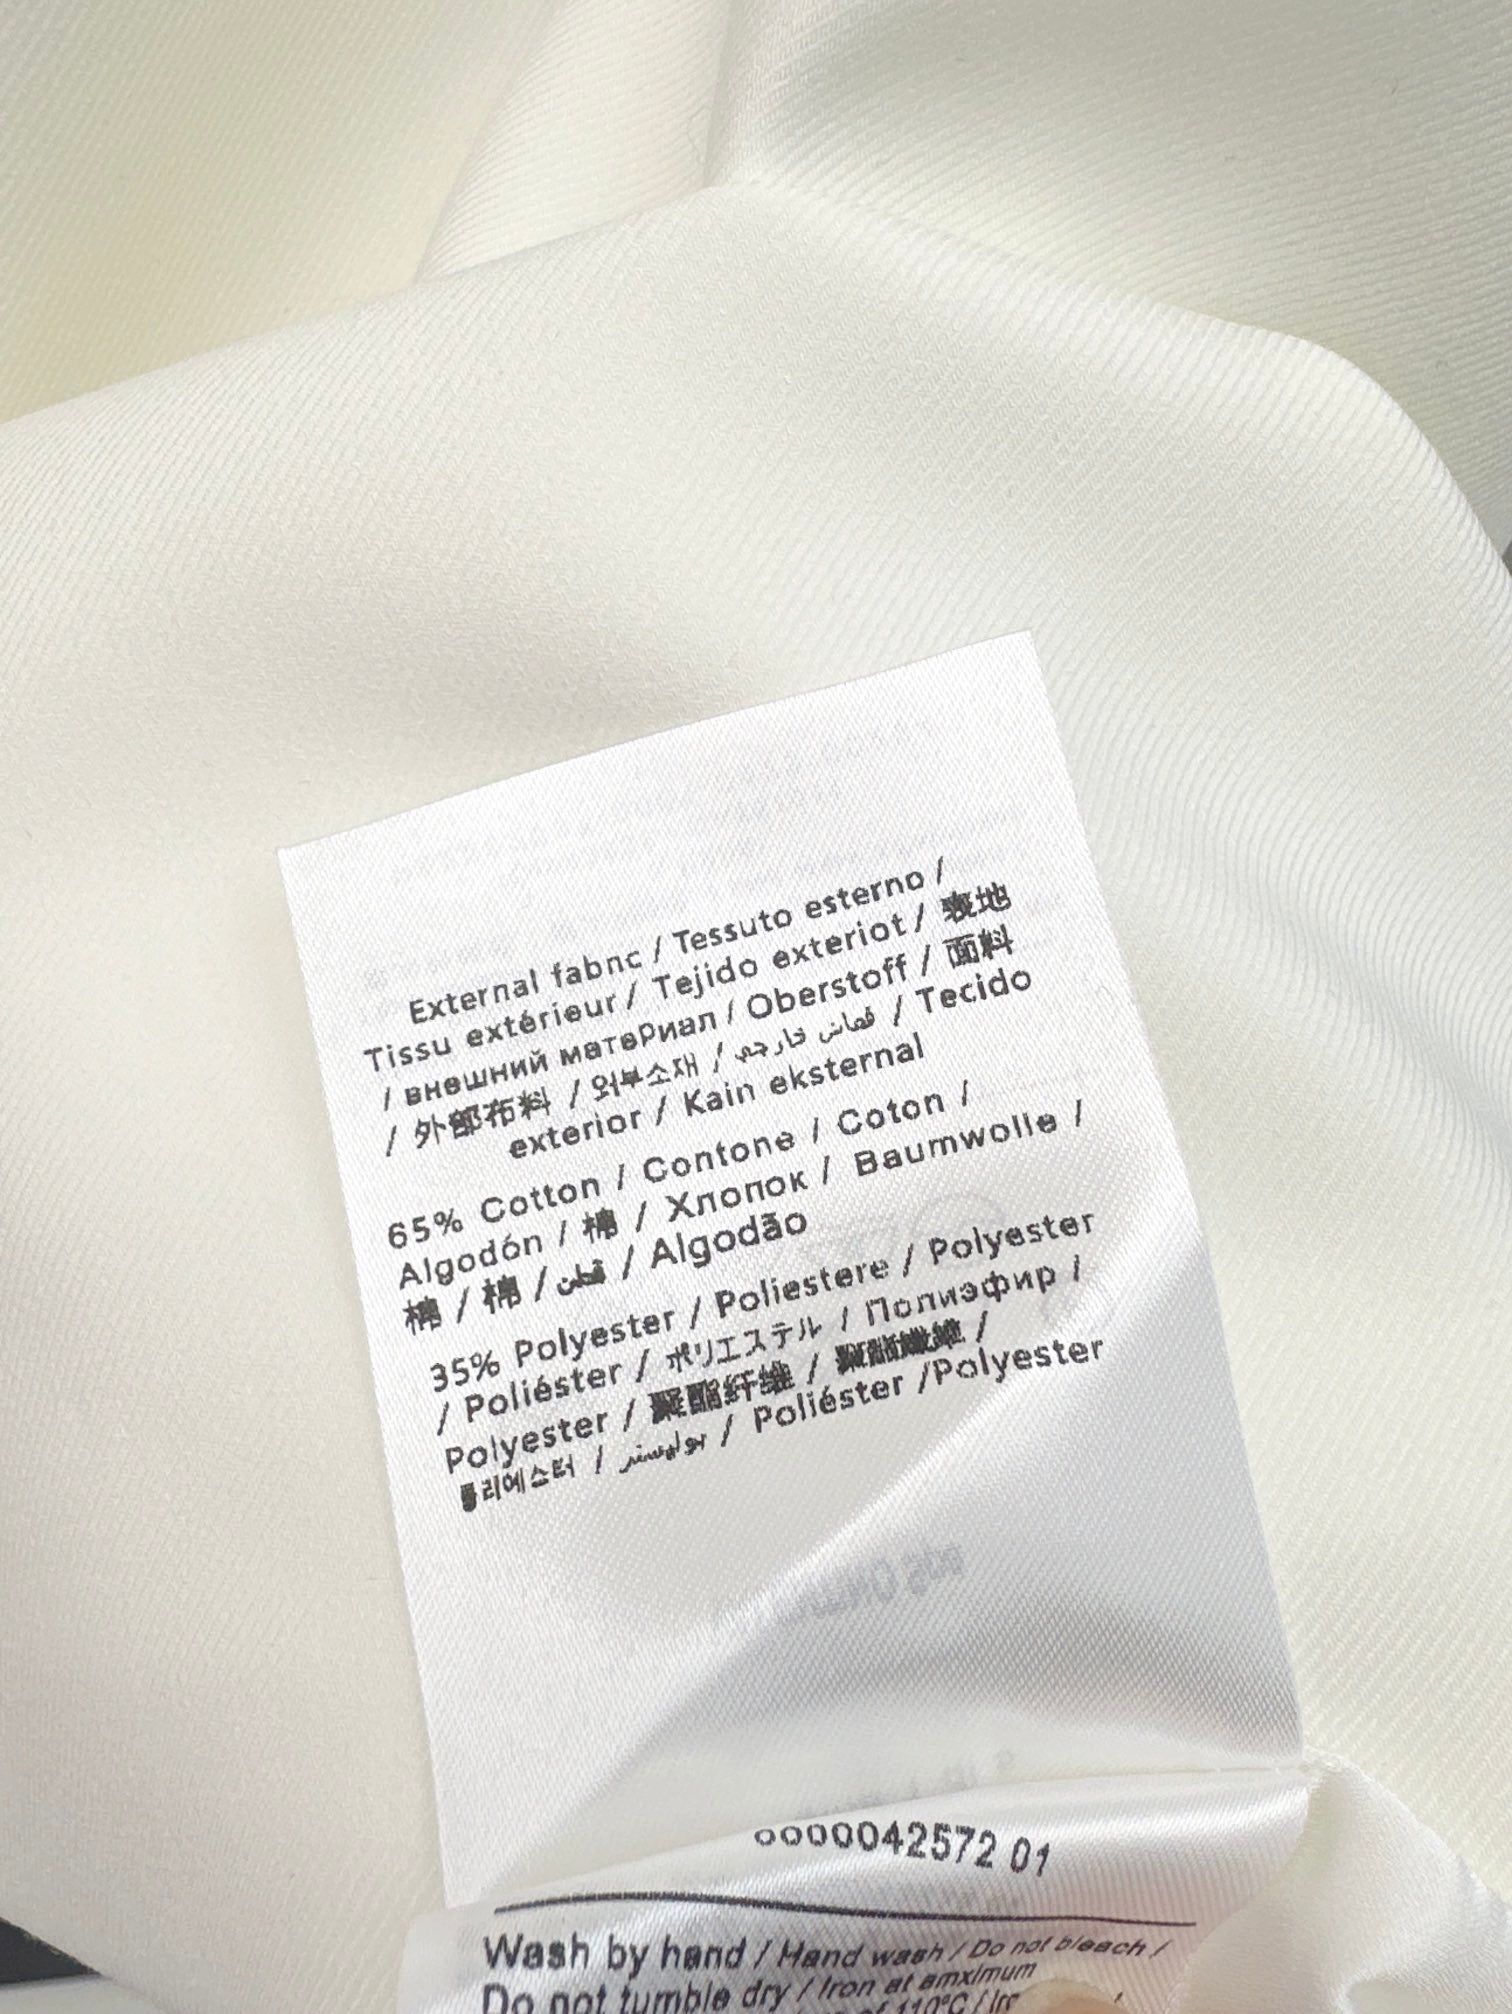 External fabnc / Tessuto esterno /
Tissu extérieur / Tejido exteriot / 表地
/ внешний материал / Oberstoff / 面料
/ 外部布料 / 외부소재 / قماش خارجي / Tecido
exterior / Kain eksternal
65% Cotton / Contone / Coton /
Algodón / 棉 / Хлопок / Baumwolle /
棉 / 棉 / قطن / Algodão
35% Polyester / Poliestere / Polyester
/ Poliéster / ポリエステル / Полиэфир /
Polyester / 聚酯纤维 / 聚酯纖維 /
폴리에스터 / بوليستر / Poliéster /Polyester
0000042572 01
Wash by hand / Hand wash / Do not bleach /
Do not tumble dry / Iron at amximum
of 110°C /